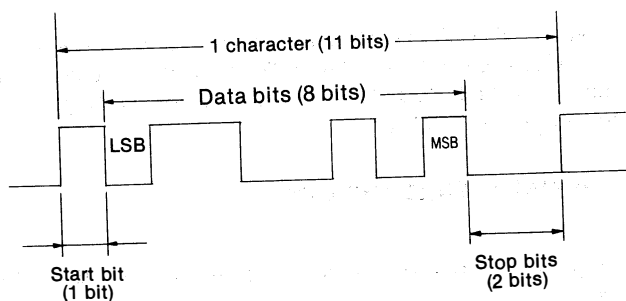 1 character (11 bits)
Data bits (8 bits)
LSB
MSB
Start bit
(1 bit)
Stop bits
(2 bits)